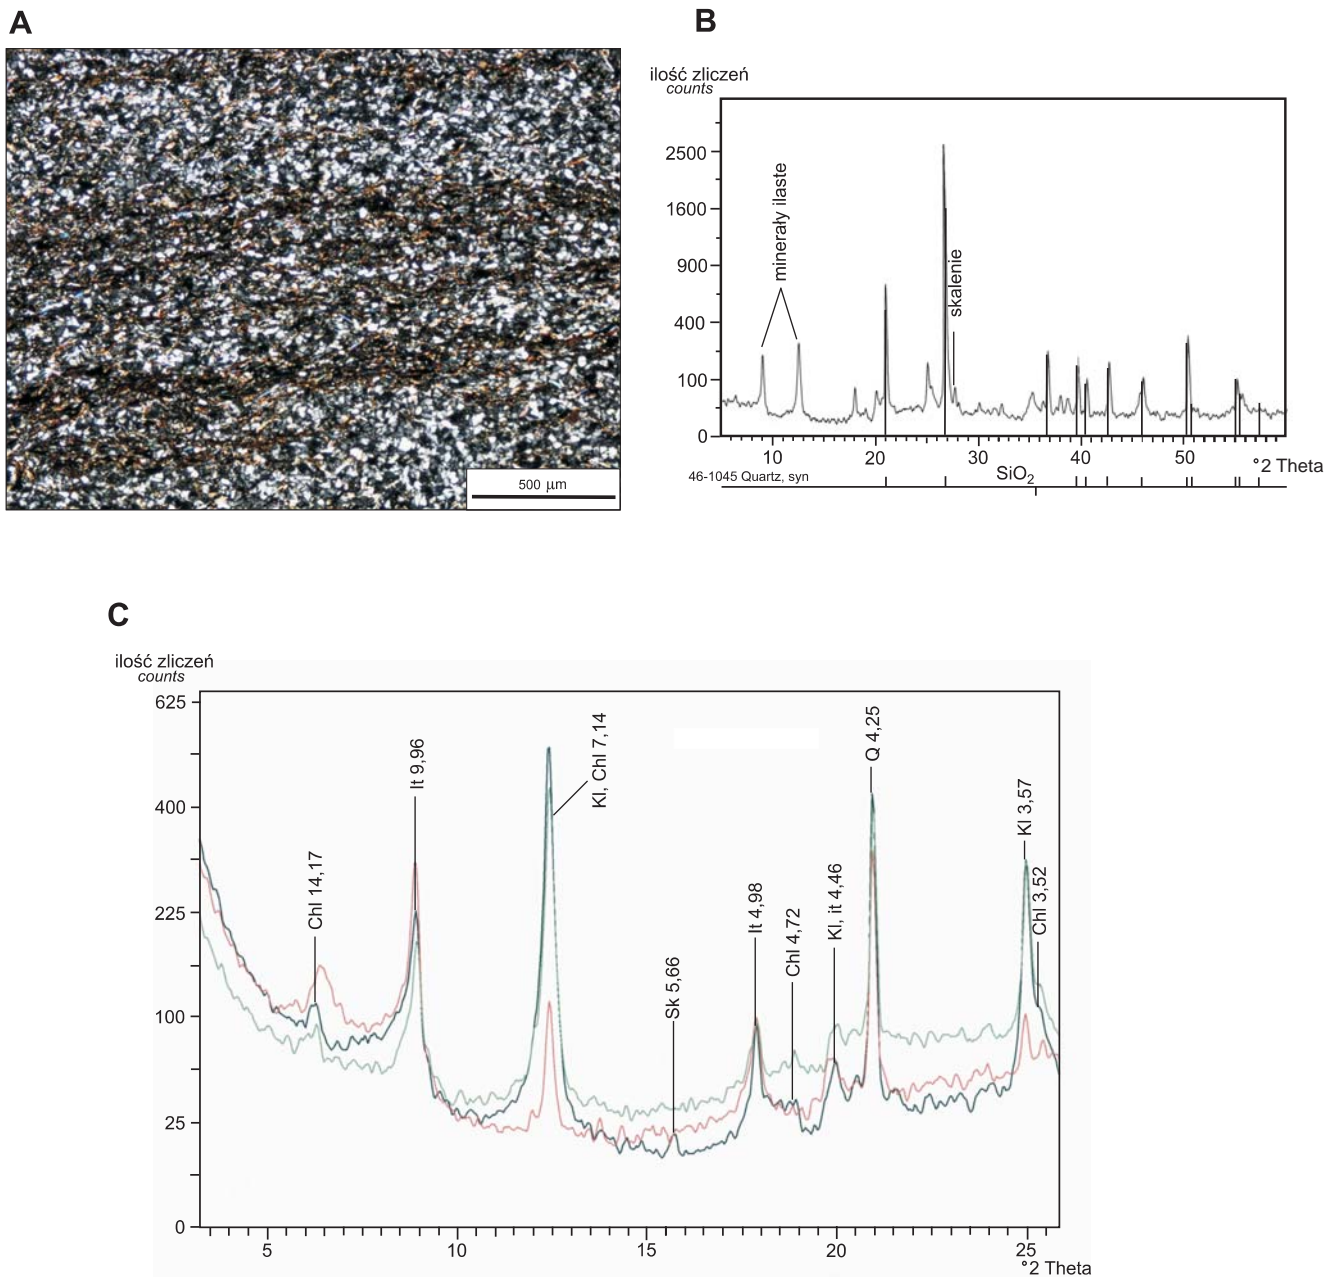 A
500 μm
B
ilość zliczeń
counts
2500
1600
900
400
100
0
minerały ilaste
skalenie
10
20
30
40
50
°2 Theta
46-1045 Quartz, syn
SiO₂
C
ilość zliczeń
counts
625
400
225
100
25
0
Chl 14,17
It 9,96
Kl, Chl 7,14
Sk 5,66
It 4,98
Chl 4,72
Kl, it 4,46
Q 4,25
Kl 3,57
Chl 3,52
5
10
15
20
25
°2 Theta